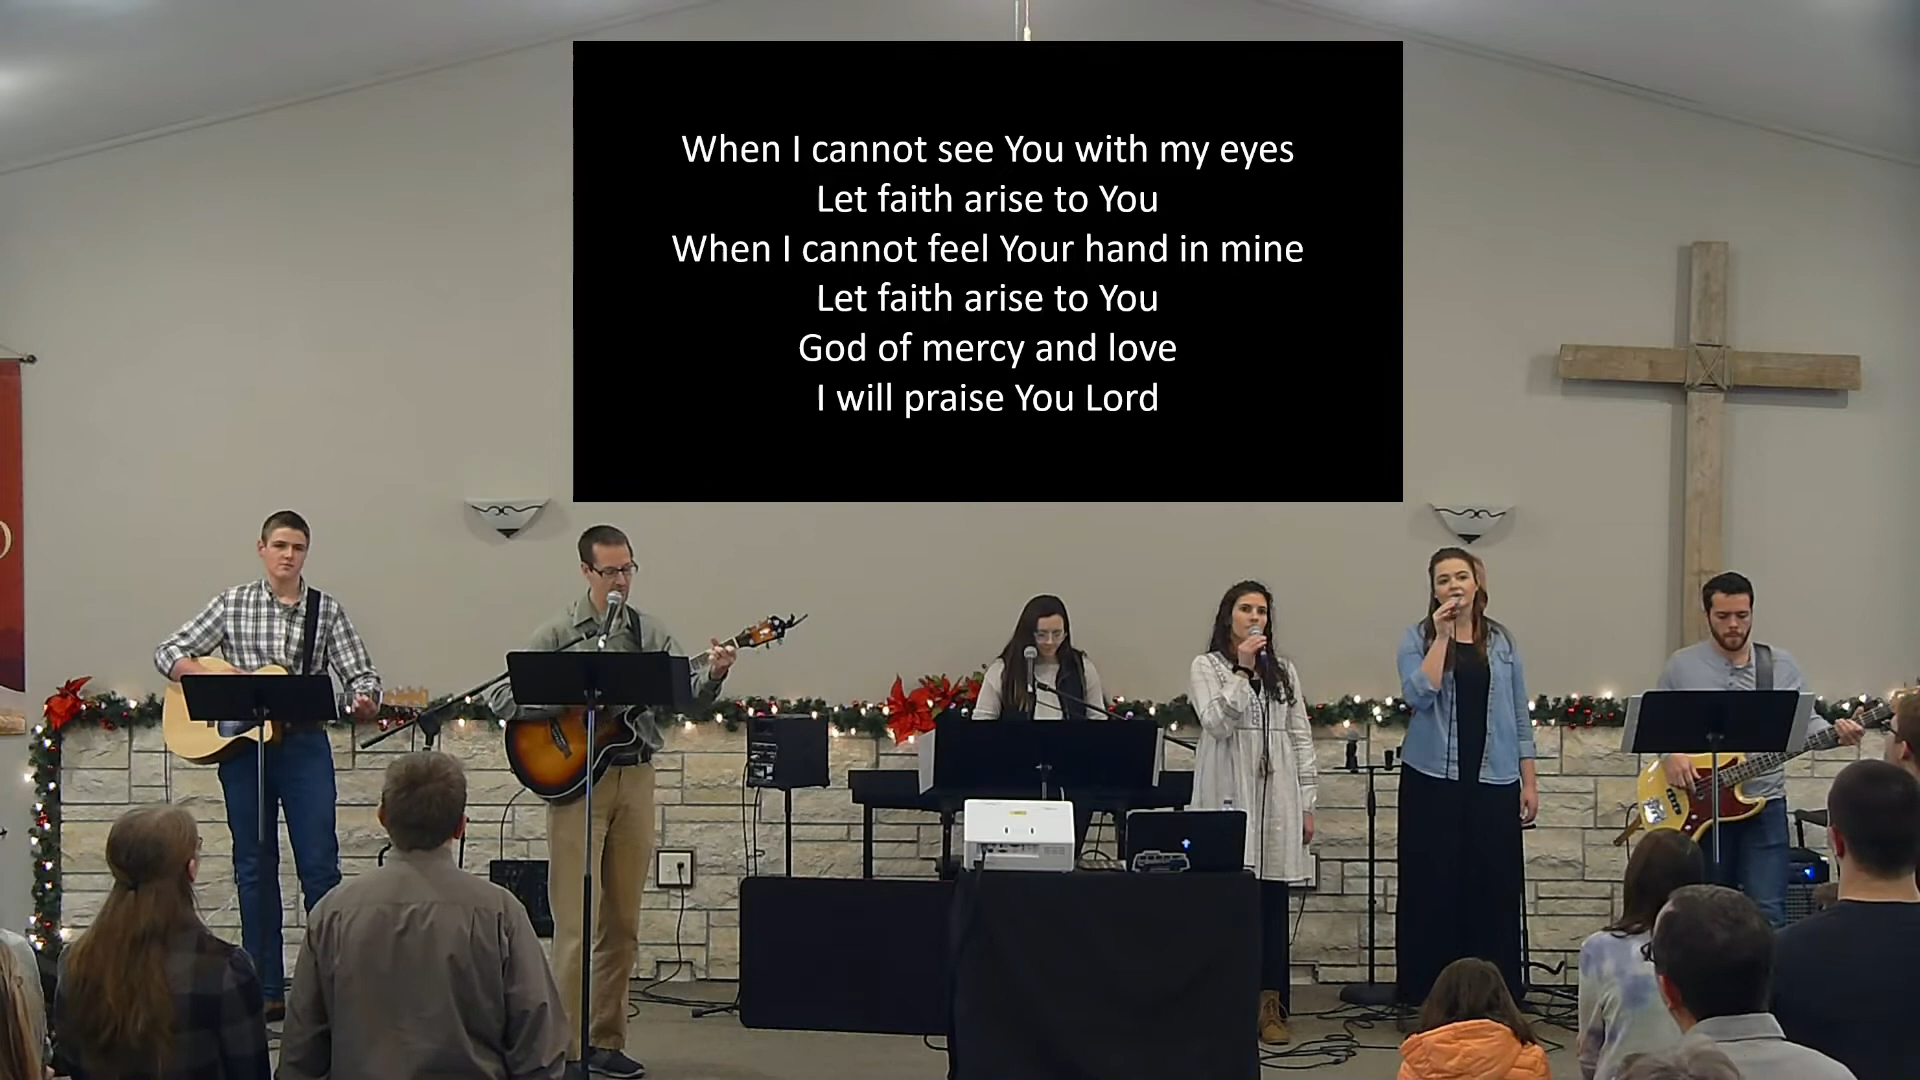 When I cannot see You with my eyes
Let faith arise to You
When I cannot feel Your hand in mine
Let faith arise to You
God of mercy and love
I will praise You Lord